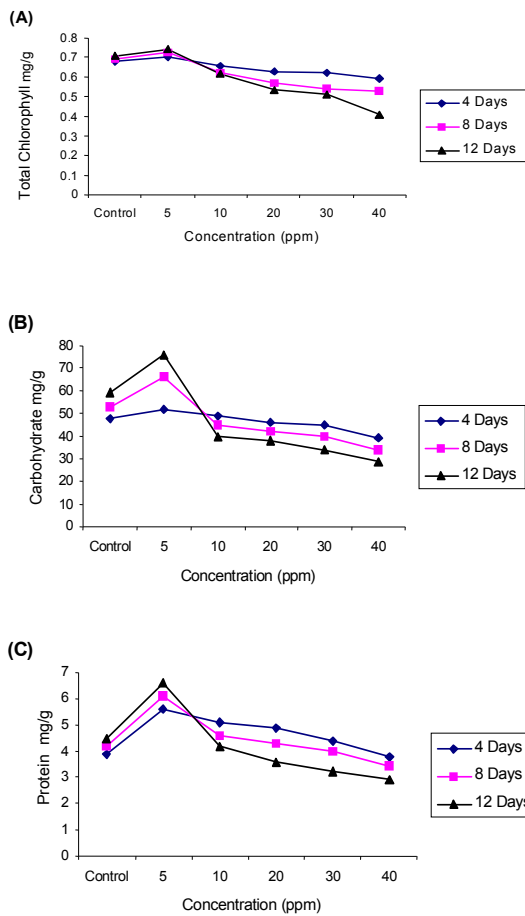 (A)
Total Chlorophyll mg/g
0.8
0.7
0.6
0.5
0.4
0.3
0.2
0.1
0
Control 5 10 20 30 40
Concentration (ppm)
4 Days
8 Days
12 Days
(B)
Carbohydrate mg/g
80
70
60
50
40
30
20
10
0
Control 5 10 20 30 40
Concentration (ppm)
4 Days
8 Days
12 Days
(C)
Protein mg/g
7
6
5
4
3
2
1
0
Control 5 10 20 30 40
Concentration (ppm)
4 Days
8 Days
12 Days